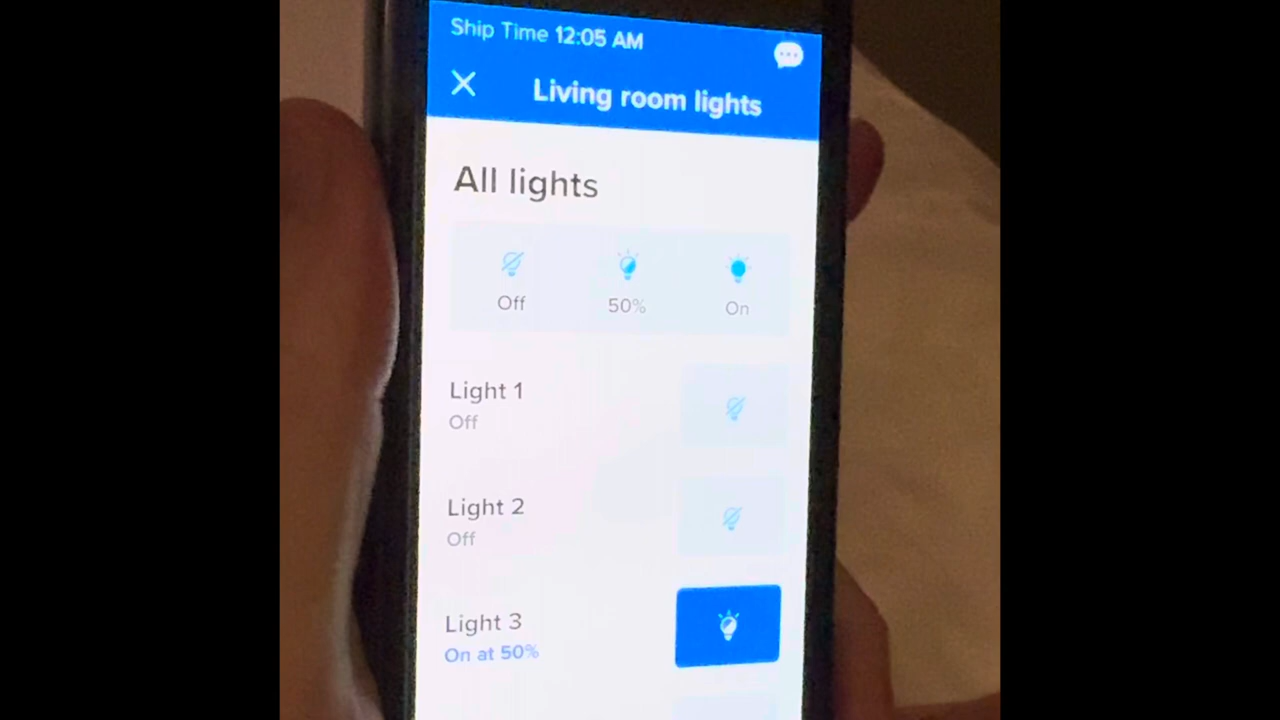 Ship Time 12:05 AM
Living room lights
All lights
Off
50%
On
Light 1
Off
Light 2
Off
Light 3
On at 50%